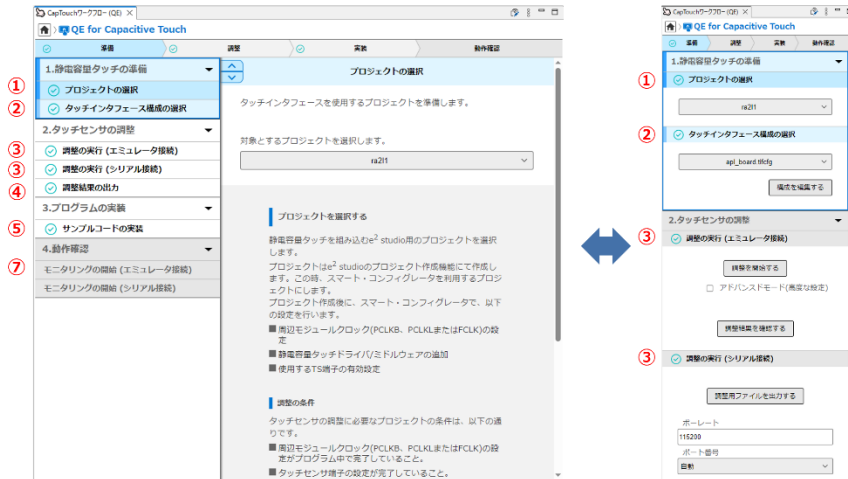 CapTouchワークフロー (QE)
QE for Capacitive Touch
準備
調整
実装
動作確認
1.静電容量タッチの準備
① プロジェクトの選択
② タッチインタフェース構成の選択
2.タッチセンサの調整
③ 調整の実行 (エミュレータ接続)
③ 調整の実行 (シリアル接続)
④ 調整結果の出力
3.プログラムの実装
⑤ サンプルコードの実装
4.動作確認
⑦ モニタリングの開始 (エミュレータ接続)
モニタリングの開始 (シリアル接続)
プロジェクトの選択
タッチインタフェースを使用するプロジェクトを準備します。
対象とするプロジェクトを選択します。
ra2l1
プロジェクトを選択する
静電容量タッチを組み込むe² studio用のプロジェクトを選択
します。
プロジェクトはe² studioのプロジェクト作成機能にて作成し
ます。この時、スマート・コンフィグレータを利用するプロジ
ェクトにします。
プロジェクト作成後に、スマート・コンフィグレータで、以下
の設定を行います。
■周辺モジュールクロック(PCLKB、PCLKLまたはFCLK)の設
定
■静電容量タッチドライバ/ミドルウェアの追加
■使用するTS端子の有効設定
調整の条件
タッチセンサの調整に必要なプロジェクトの条件は、以下の通
りです。
■周辺モジュールクロック(PCLKB、PCLKLまたはFCLK)の設
定がプログラム中で完了していること。
■タッチセンサ端子の設定が完了していること。
CapTouchワークフロー (QE)
QE for Capacitive Touch
準備
調整
実装
動作確認
1.静電容量タッチの準備
① プロジェクトの選択
ra2l1
② タッチインタフェース構成の選択
apl_board.tifcfg
構成を編集する
2.タッチセンサの調整
③ 調整の実行 (エミュレータ接続)
調整を開始する
アドバンスドモード(高度な設定)
調整結果を確認する
③ 調整の実行 (シリアル接続)
調整用ファイルを出力する
ボーレート
115200
ポート番号
自動